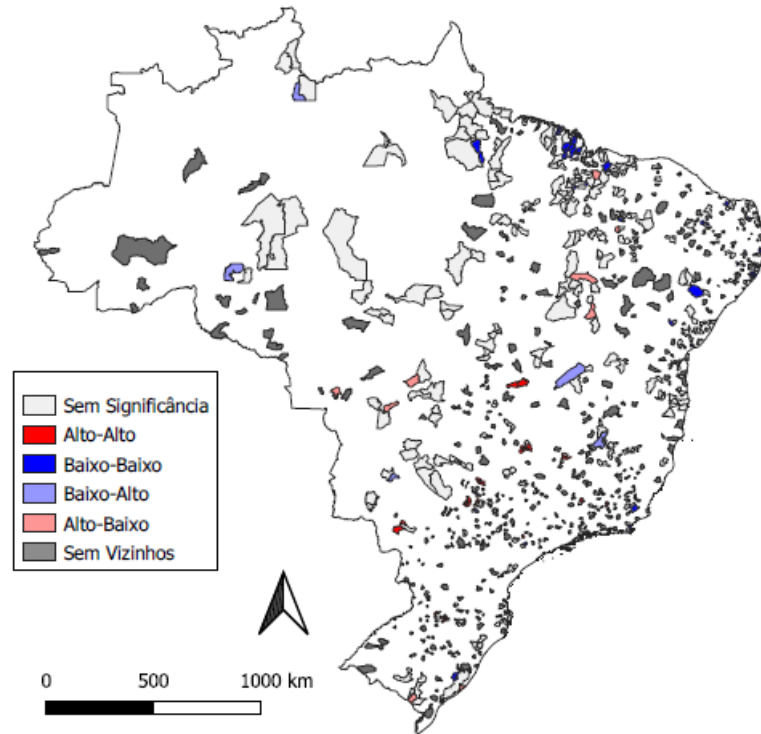 Sem Significância
Alto-Alto
Baixo-Baixo
Baixo-Alto
Alto-Baixo
Sem Vizinhos
0 500 1000 km